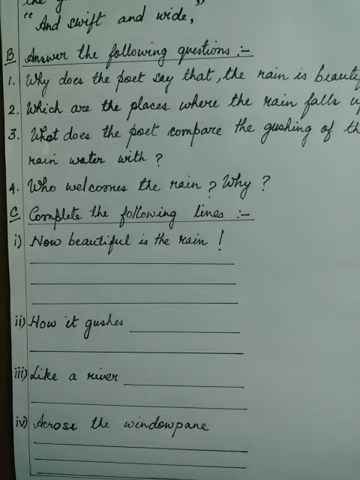 the
"And swift and wide,
B Answer the following questions :-
1. Why does the poet say that, the rain is
2. Which are the places where the rain falls
3. What does the poet compare the gushing of
rain water with?
4. Who welcomes the rain? Why?
C Complete the following lines :-
i) How beautiful is the rain!
ii) How it gushes
iii) Like a river
iv) Across the windowpane